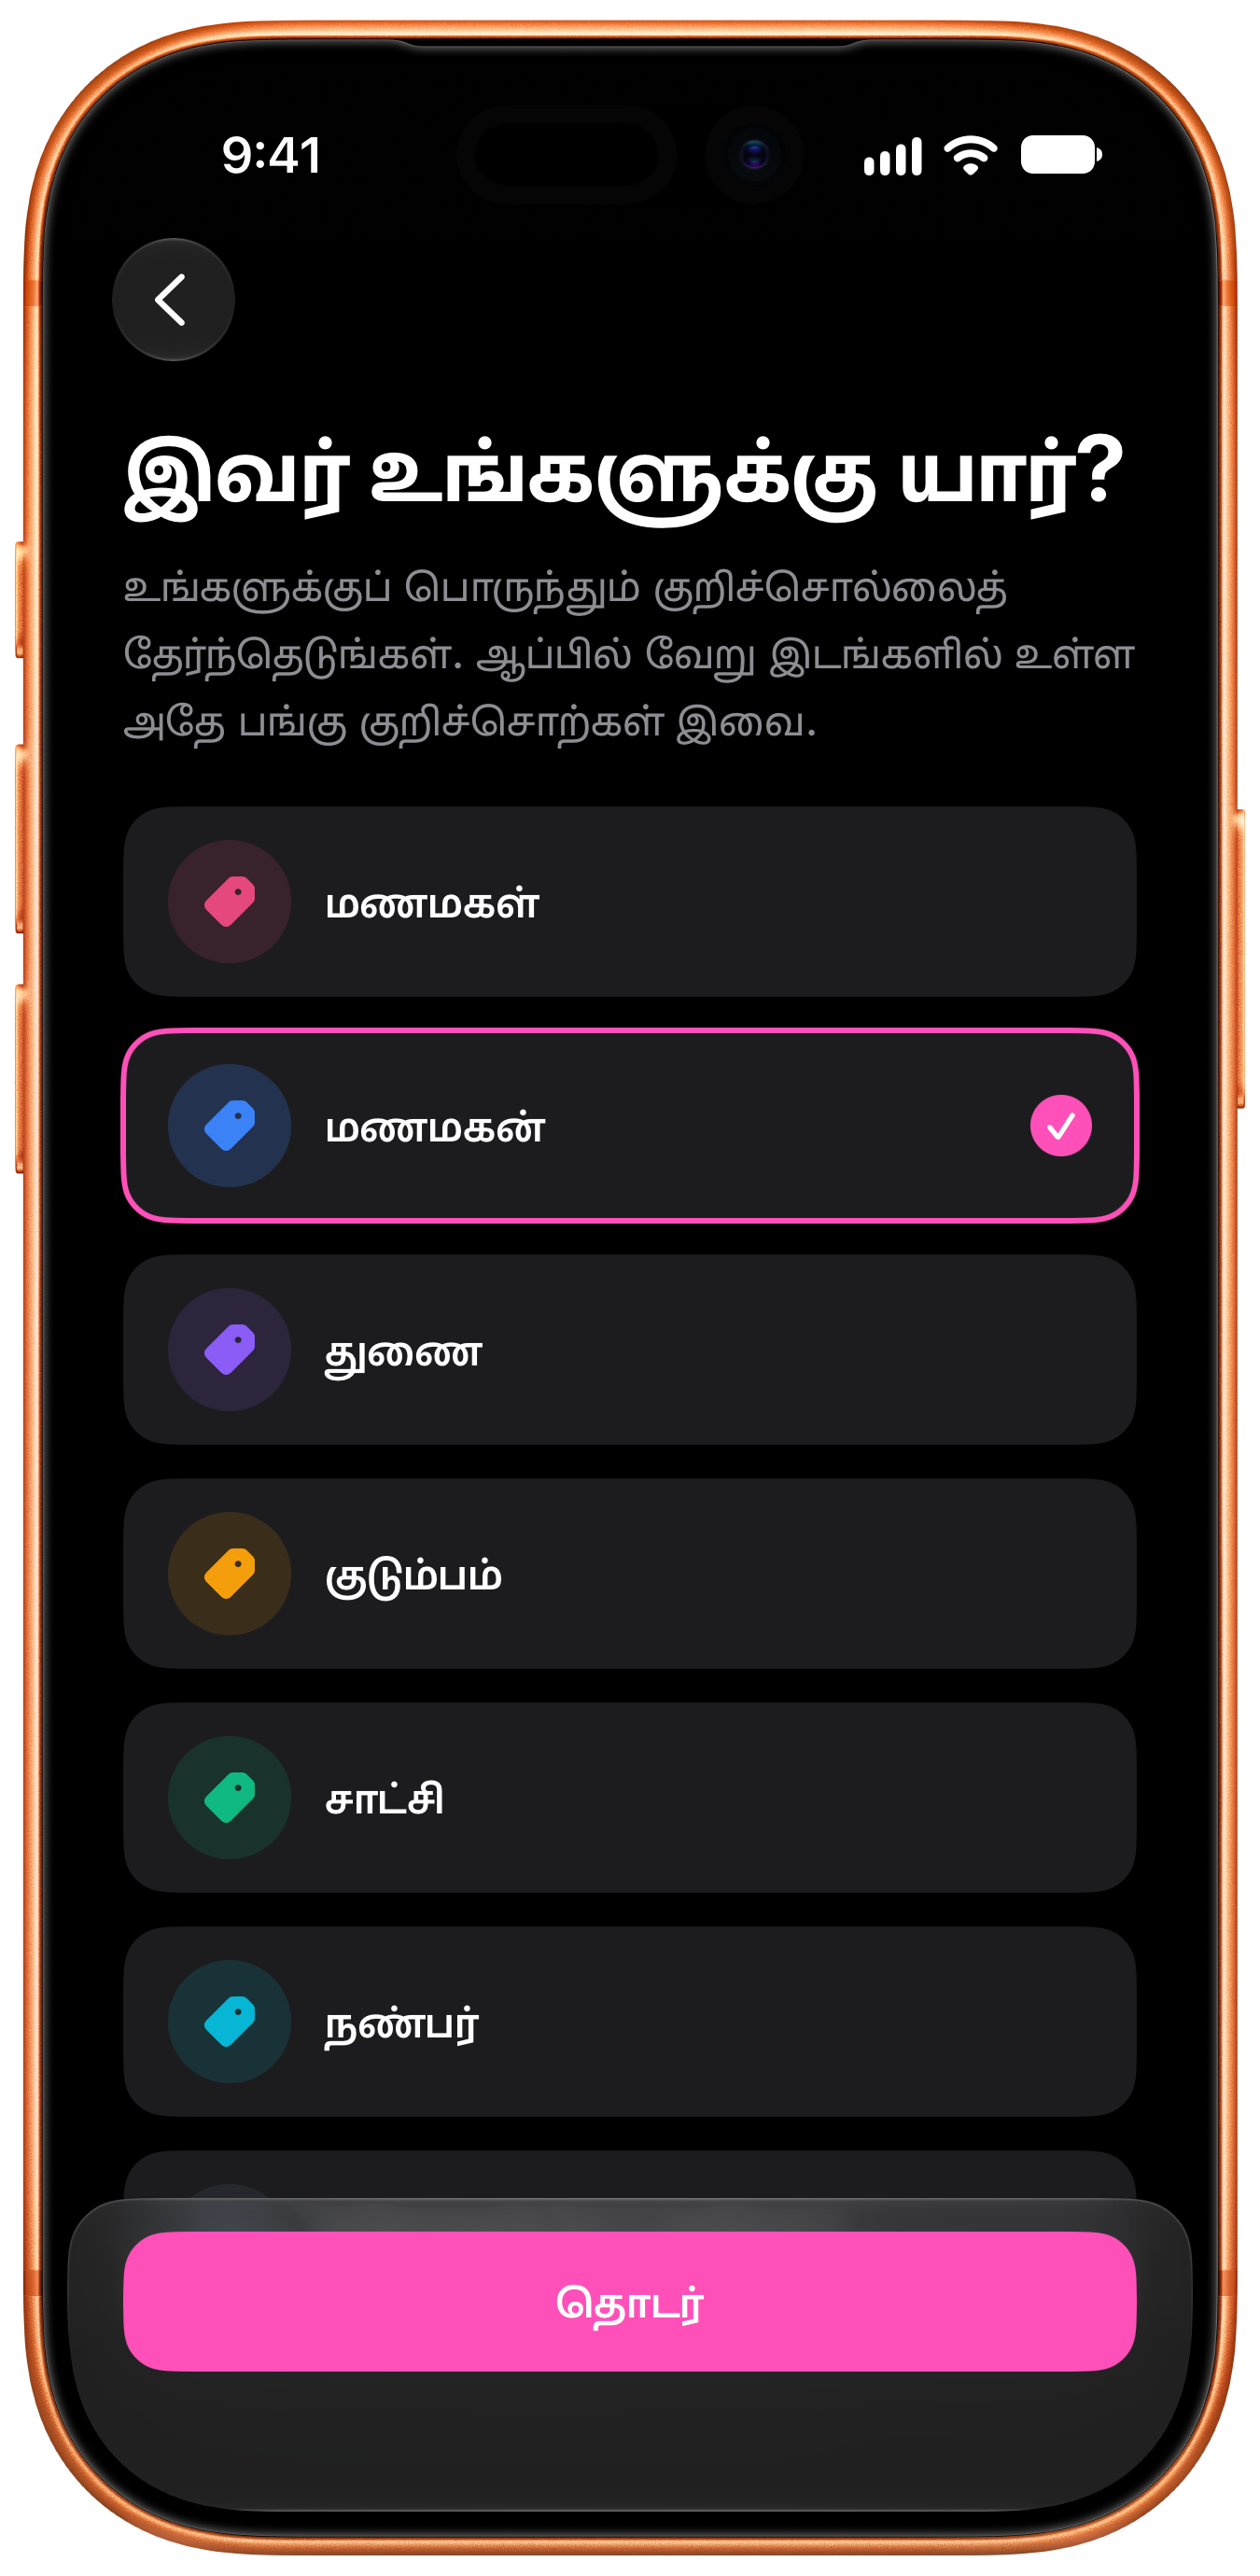 9:41
இவர் உங்களுக்கு யார்?
உங்களுக்குப் பொருந்தும் குறிச்சொல்லைத்
தேர்ந்தெடுங்கள். ஆப்பில் வேறு இடங்களில் உள்ள
அதே பங்கு குறிச்சொற்கள் இவை.
மணமகள்
மணமகன்
துணை
குடும்பம்
சாட்சி
நண்பர்
தொடர்